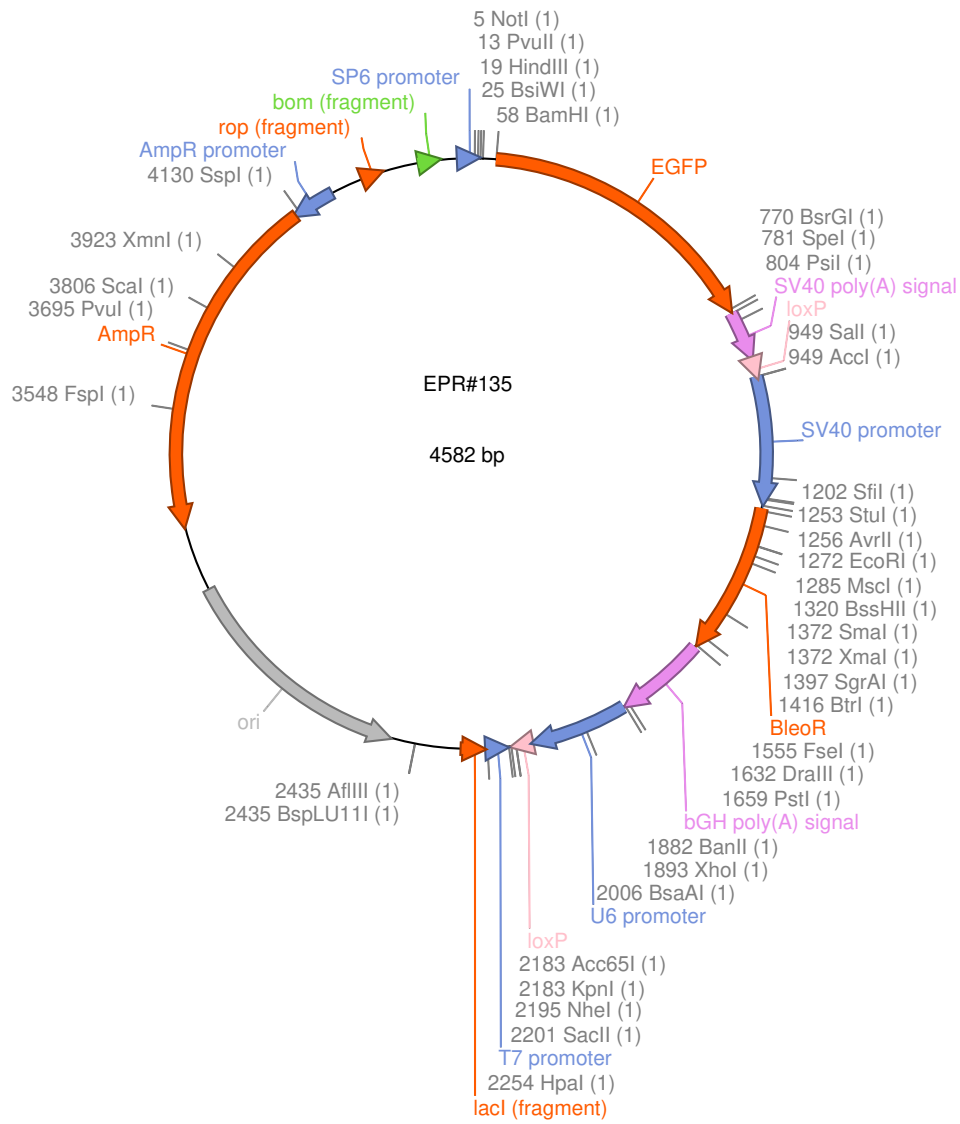 5 NotI (1)
13 PvuII (1)
19 HindIII (1)
SP6 promoter
25 BsiWI (1)
bom (fragment)
58 BamHI (1)
rop (fragment)
AmpR promoter
4130 SspI (1)
EGFP
770 BsrGI (1)
3923 XmnI (1)
781 SpeI (1)
804 PsiI (1)
3806 ScaI (1)
SV40 poly(A) signal
3695 PvuI (1)
loxP
AmpR
949 SalI (1)
949 AccI (1)
EPR#135
3548 FspI (1)
SV40 promoter
4582 bp
1202 SfiI (1)
1253 StuI (1)
1256 AvrII (1)
1272 EcoRI (1)
1285 MscI (1)
1320 BssHII (1)
1372 SmaI (1)
1372 XmaI (1)
1397 SgrAI (1)
1416 BtrI (1)
ori
BleoR
1555 FseI (1)
1632 DraIII (1)
2435 AflIII (1)
1659 PstI (1)
2435 BspLU11I (1)
bGH poly(A) signal
1882 BanII (1)
1893 XhoI (1)
2006 BsaAI (1)
U6 promoter
loxP
2183 Acc65I (1)
2183 KpnI (1)
2195 NheI (1)
2201 SacII (1)
T7 promoter
2254 HpaI (1)
lacI (fragment)